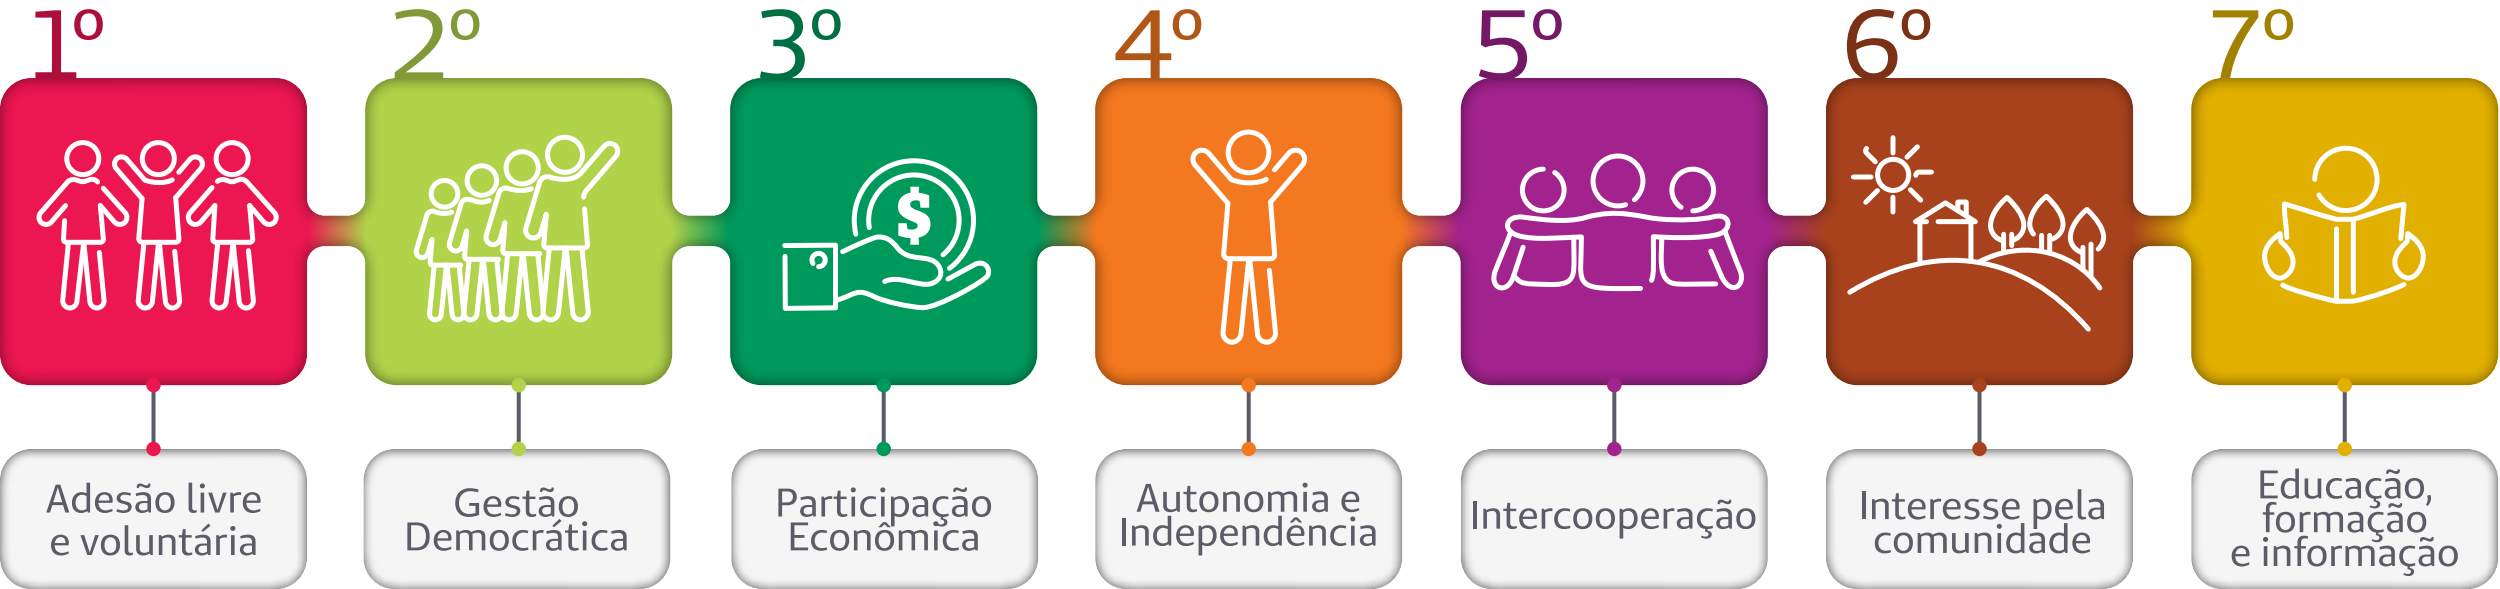 1º
2º
3º
4º
5º
6º
7º
$
Adesão livre
e voluntária
Gestão
Democrática
Participação
Econômica
Autonomia e
Independência
Intercooperação
Interesse pela
comunidade
Educação,
formação
e informação